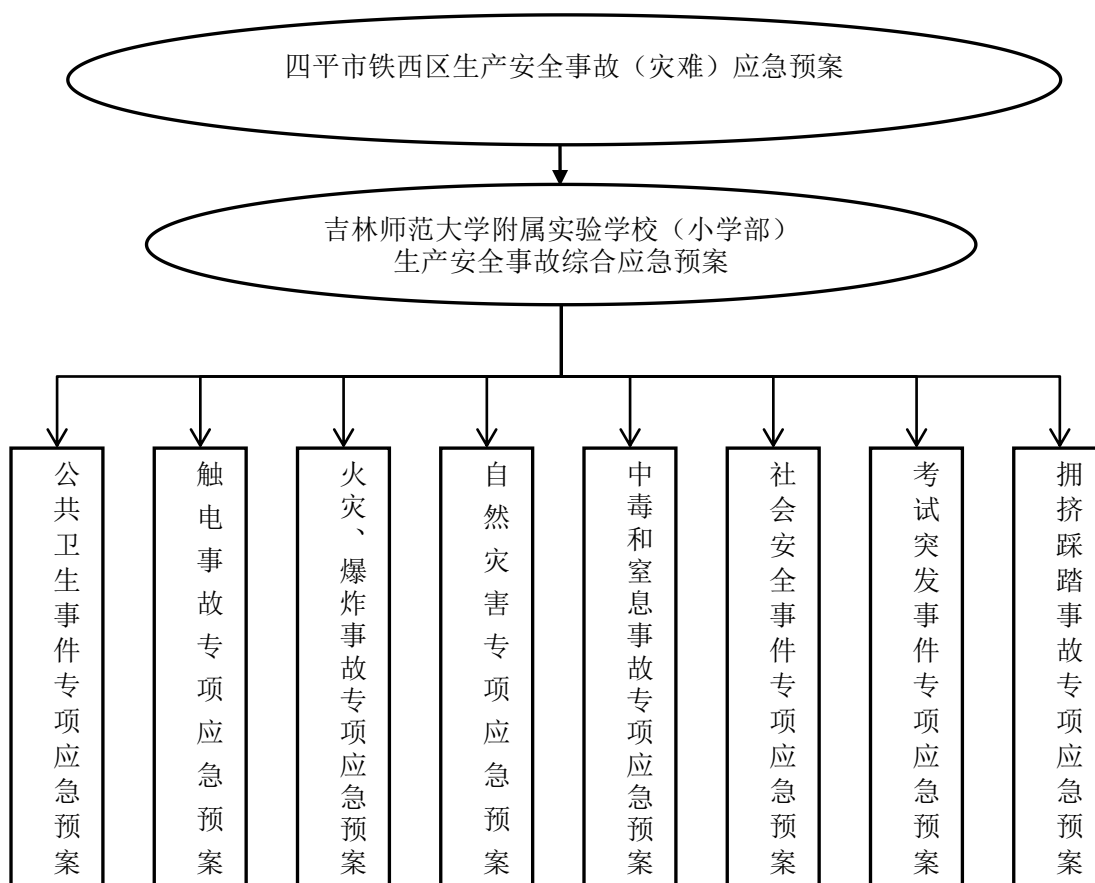 四平市铁西区生产安全事故（灾难）应急预案
吉林师范大学附属实验学校（小学部）
生产安全事故综合应急预案
公共卫生事件专项应急预案
触电事故专项应急预案
火灾、爆炸事故专项应急预案
自然灾害专项应急预案
中毒和窒息事故专项应急预案
社会安全事件专项应急预案
考试突发事件专项应急预案
拥挤踩踏事故专项应急预案